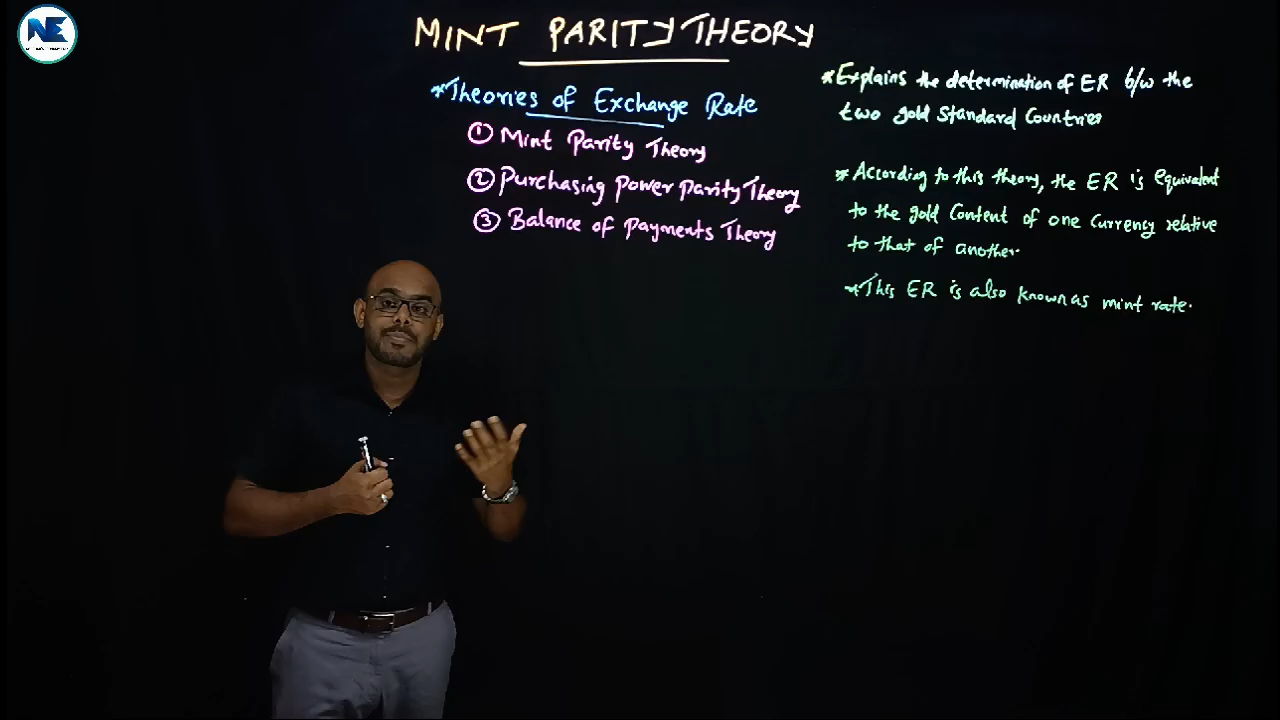 NE
MINT PARITY THEORY
*Theories of Exchange Rate
① Mint Parity Theory
② Purchasing Power Parity Theory
③ Balance of Payments Theory
*Explains the determination of ER b/w the
two gold Standard Countries
*According to this theory, the ER is equivalent
to the gold Content of one Currency relative
to that of another.
*This ER is also known as mint rate.